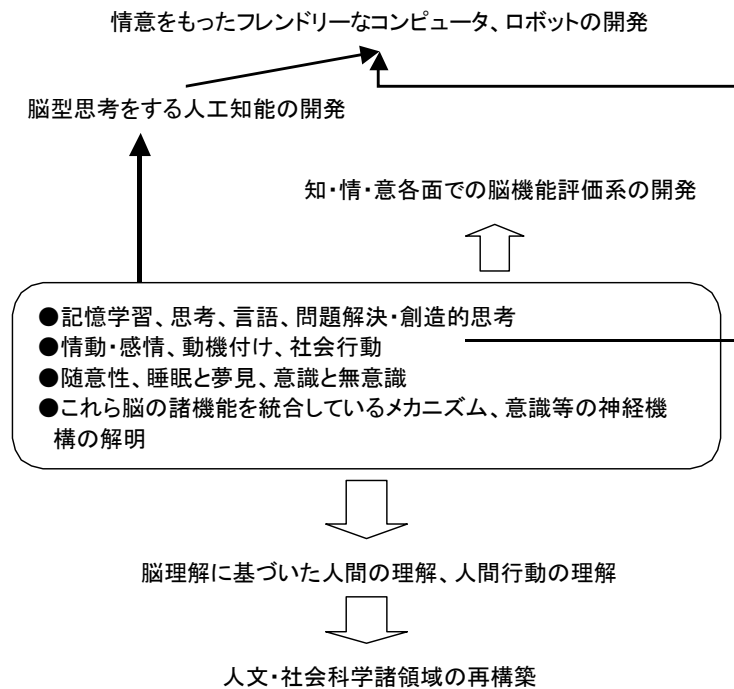 情意をもったフレンドリーなコンピュータ、ロボットの開発
脳型思考をする人工知能の開発
知・情・意各面での脳機能評価系の開発
●記憶学習、思考、言語、問題解決・創造的思考
●情動・感情、動機付け、社会行動
●随意性、睡眠と夢見、意識と無意識
●これら脳の諸機能を統合しているメカニズム、意識等の神経機
構の解明
脳理解に基づいた人間の理解、人間行動の理解
人文・社会科学諸領域の再構築